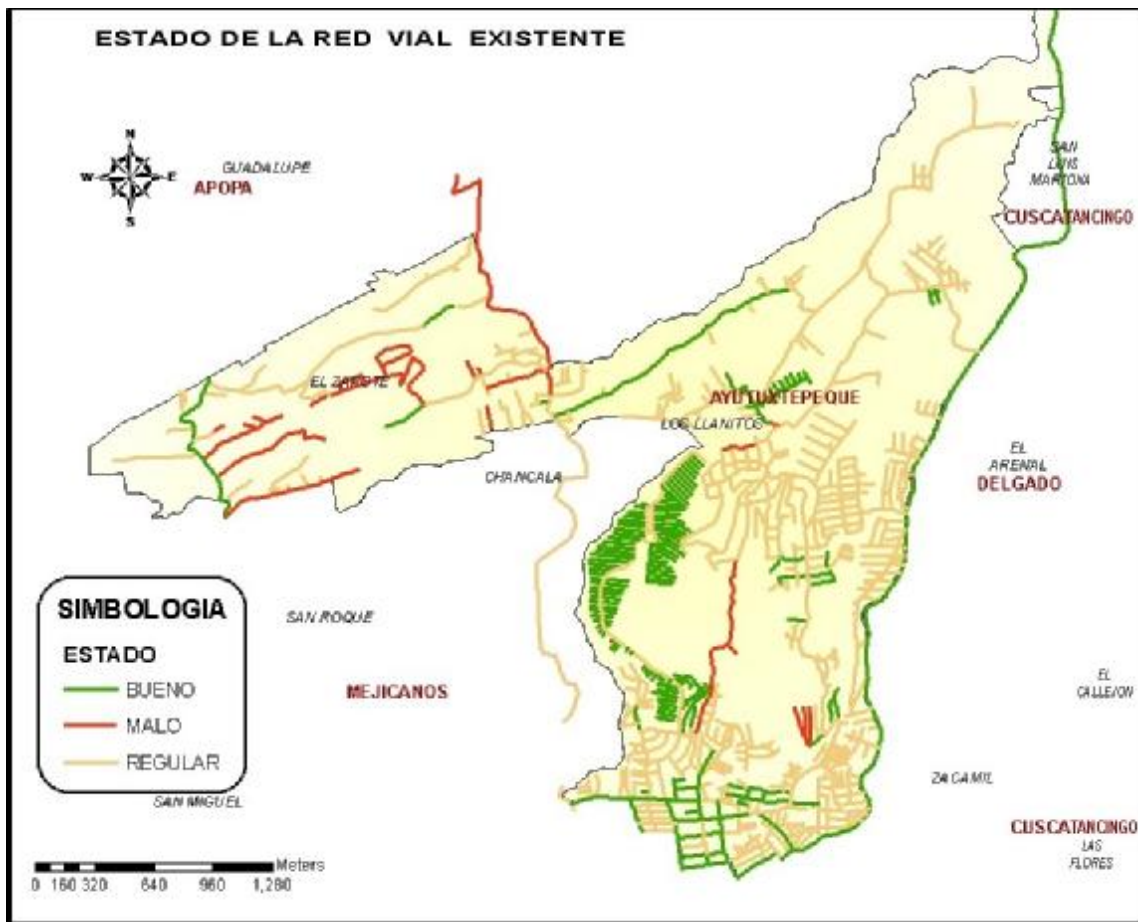 ESTADO DE LA RED VIAL EXISTENTE
N
W
E
S
GUADALUPE
APOPA
SAN
LUIS
MARIONA
CUSCATANCINGO
EL ZAPOTE
AYUTUXTEPEQUE
LOS LLANITOS
CHANCALA
EL
ARENAL
DELGADO
SIMBOLOGIA
ESTADO
BUENO
MALO
REGULAR
SAN ROQUE
MEJICANOS
EL
CALLEJON
SAN MIGUEL
ZACAMIL
CUSCATANCINGO
LAS
FLORES
Meters
0 160 320 640 960 1,280